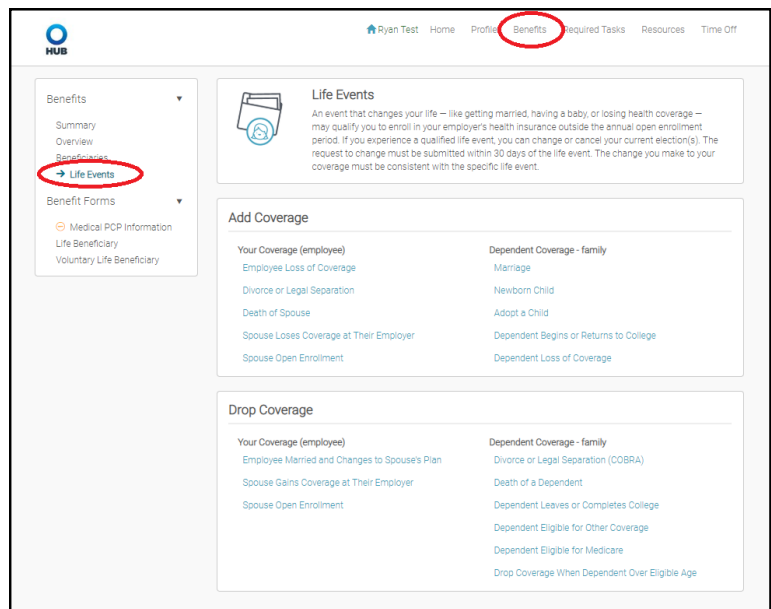 HUB
Ryan Test Home Profile Benefits Required Tasks Resources Time Off
Benefits
Summary
Overview
Beneficiaries
Life Events
Benefit Forms
Medical PCP Information
Life Beneficiary
Voluntary Life Beneficiary
Life Events
An event that changes your life — like getting married, having a baby, or losing health coverage —
may qualify you to enroll in your employer's health insurance outside the annual open enrollment
period. If you experience a qualified life event, you can change or cancel your current election(s). The
request to change must be submitted within 30 days of the life event. The change you make to your
coverage must be consistent with the specific life event.
Add Coverage
Your Coverage (employee)
Employee Loss of Coverage
Divorce or Legal Separation
Death of Spouse
Spouse Loses Coverage at Their Employer
Spouse Open Enrollment
Dependent Coverage - family
Marriage
Newborn Child
Adopt a Child
Dependent Begins or Returns to College
Dependent Loss of Coverage
Drop Coverage
Your Coverage (employee)
Employee Married and Changes to Spouse's Plan
Spouse Gains Coverage at Their Employer
Spouse Open Enrollment
Dependent Coverage - family
Divorce or Legal Separation (COBRA)
Death of a Dependent
Dependent Leaves or Completes College
Dependent Eligible for Other Coverage
Dependent Eligible for Medicare
Drop Coverage When Dependent Over Eligible Age